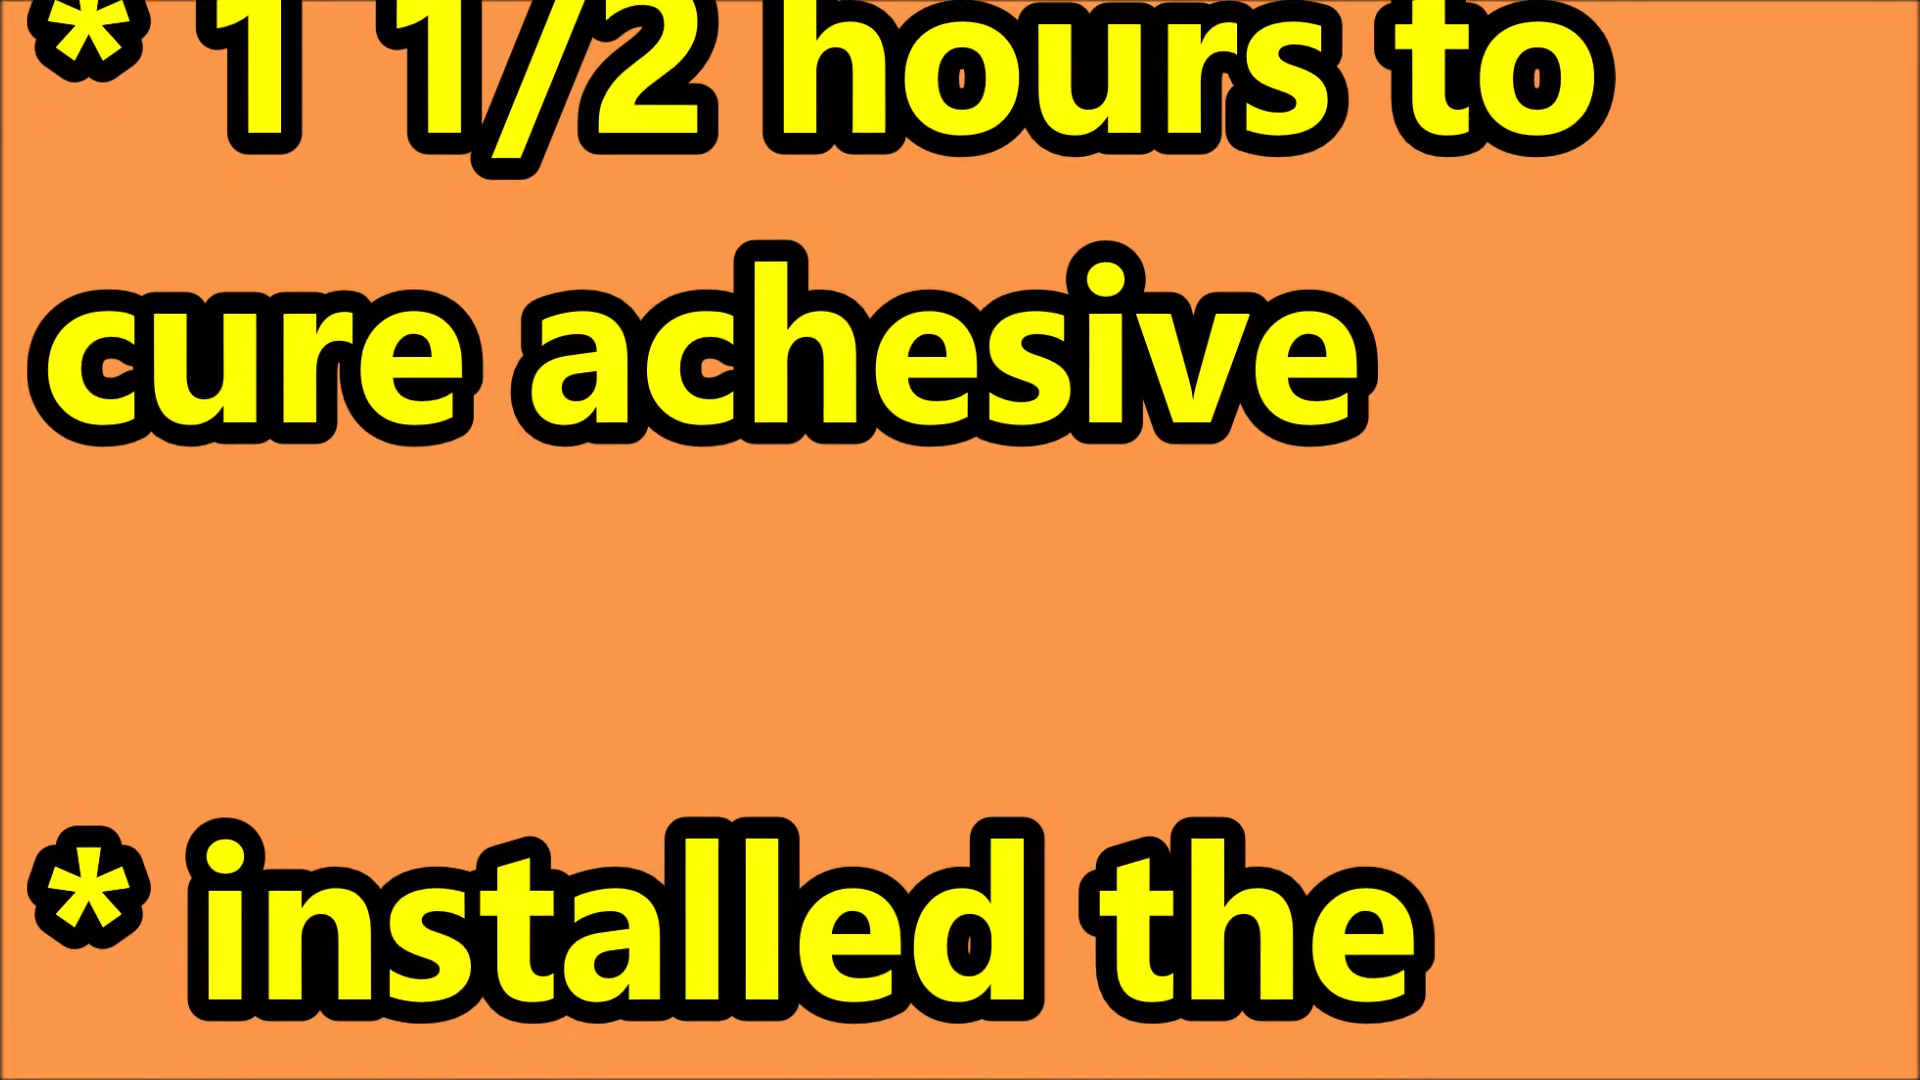 * 1 1/2 hours to
cure achesive
* installed the